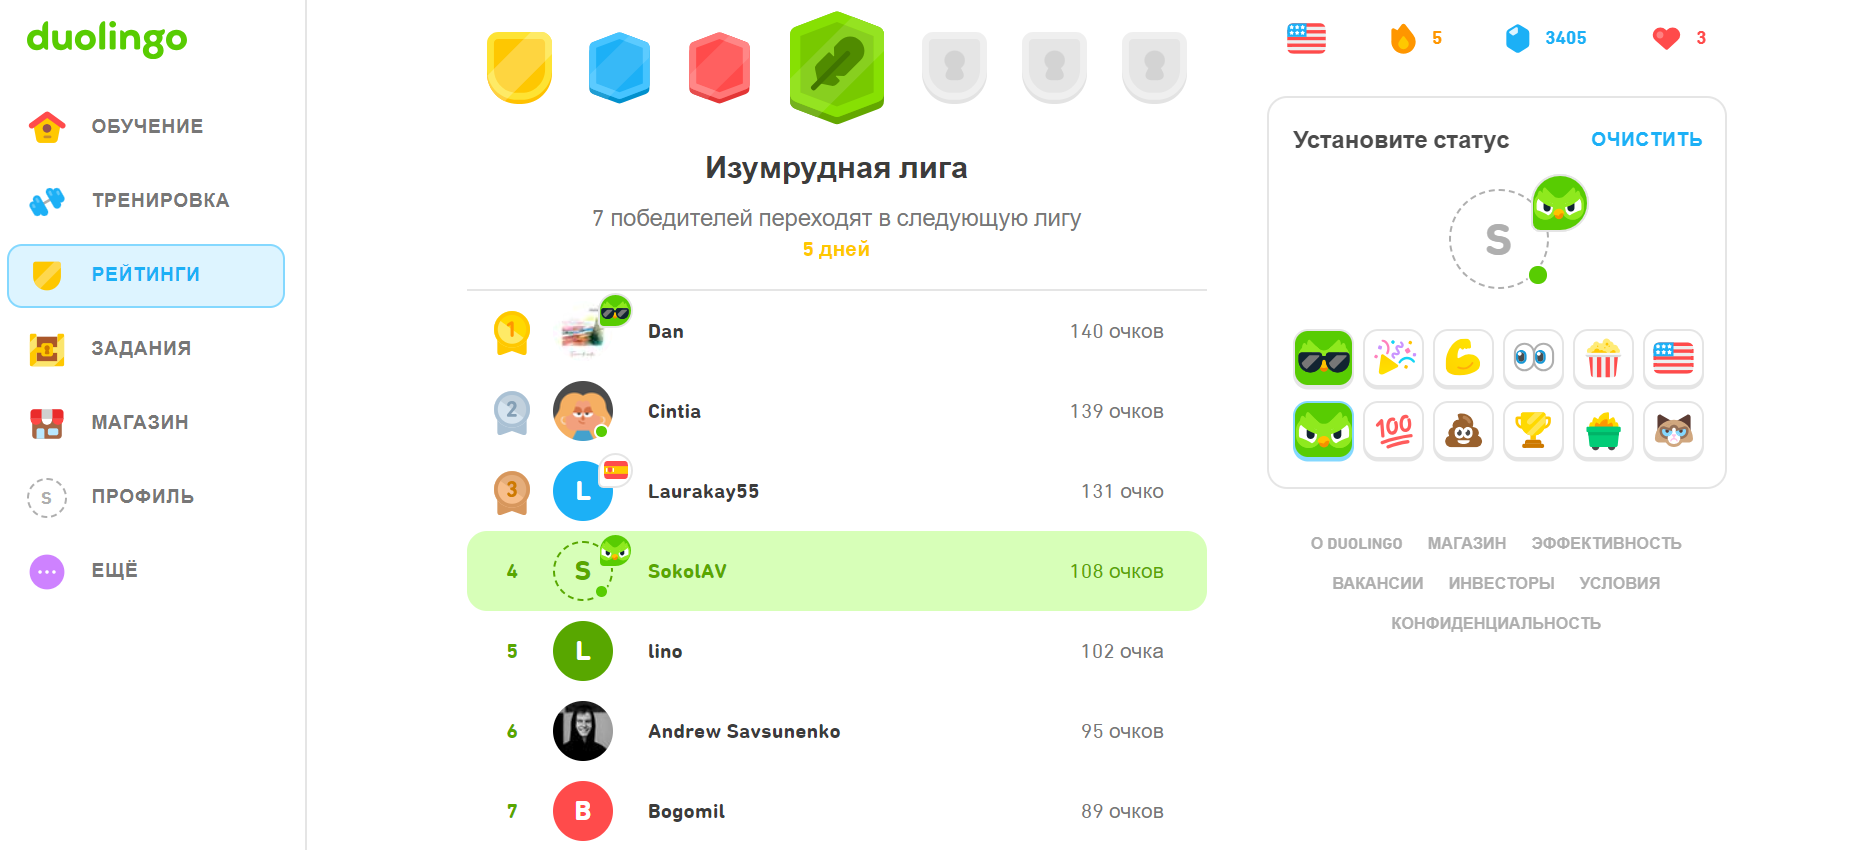 duolingo
ОБУЧЕНИЕ
ТРЕНИРОВКА
РЕЙТИНГИ
ЗАДАНИЯ
МАГАЗИН
S ПРОФИЛЬ
ЕЩЁ
Изумрудная лига
7 победителей переходят в следующую лигу
5 дней
1 Dan 140 очков
2 Cintia 139 очков
3 L Laurakay55 131 очко
4 S SokolAV 108 очков
5 L lino 102 очка
6 Andrew Savsunenko 95 очков
7 B Bogomil 89 очков
5 3405 3
Установите статус ОЧИСТИТЬ
S
100
О DUOLINGO МАГАЗИН ЭФФЕКТИВНОСТЬ
ВАКАНСИИ ИНВЕСТОРЫ УСЛОВИЯ
КОНФИДЕНЦИАЛЬНОСТЬ